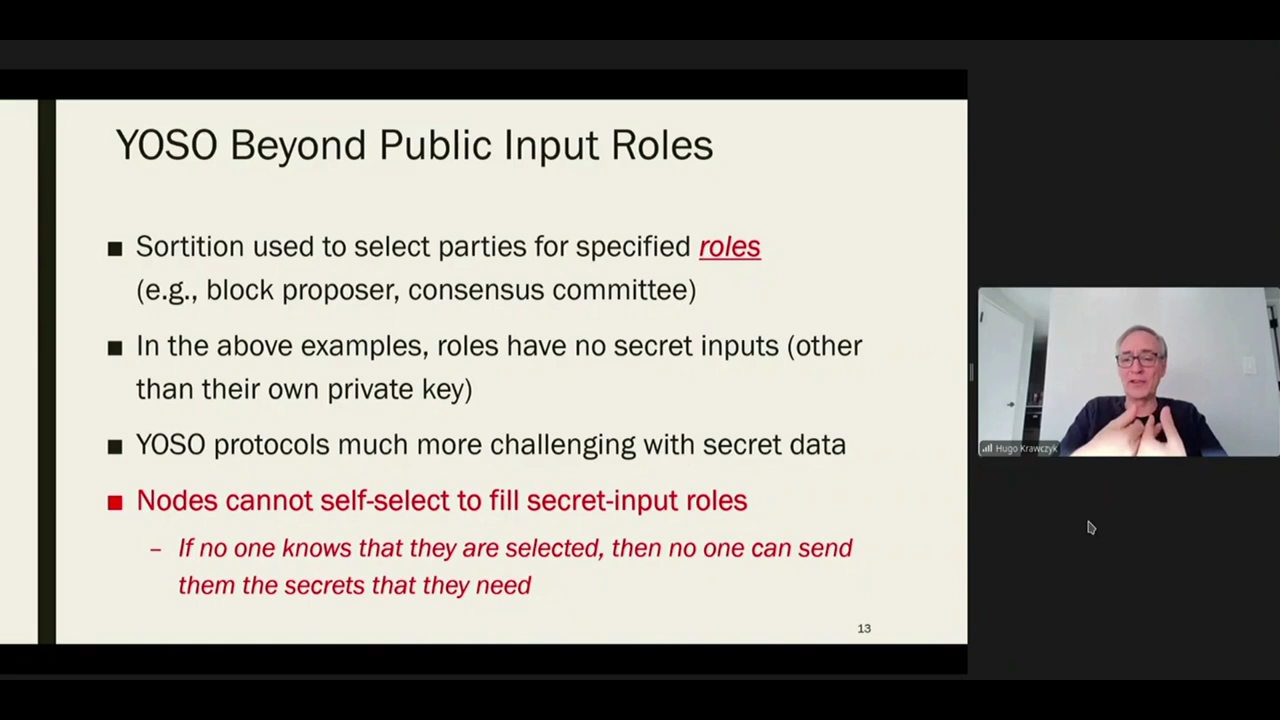 YOSO Beyond Public Input Roles
■ Sortition used to select parties for specified roles
(e.g., block proposer, consensus committee)
■ In the above examples, roles have no secret inputs (other
than their own private key)
■ YOSO protocols much more challenging with secret data
■ Nodes cannot self-select to fill secret-input roles
– If no one knows that they are selected, then no one can send
them the secrets that they need
13
Hugo Krawczyk